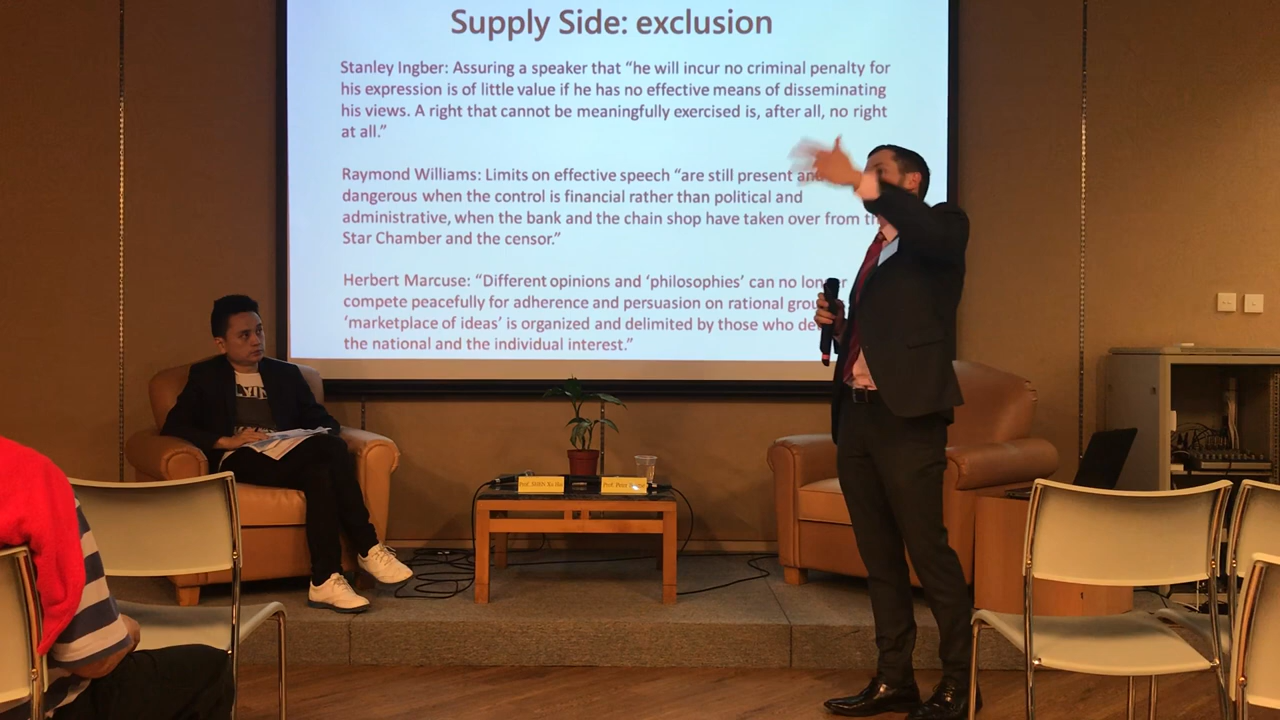 Supply Side: exclusion
Stanley Ingber: Assuring a speaker that “he will incur no criminal penalty for
his expression is of little value if he has no effective means of disseminating
his views. A right that cannot be meaningfully exercised is, after all, no right
at all.”
Raymond Williams: Limits on effective speech “are still present and
dangerous when the control is financial rather than political and
administrative, when the bank and the chain shop have taken over from
Star Chamber and the censor.”
Herbert Marcuse: “Different opinions and ‘philosophies’ can no longer
compete peacefully for adherence and persuasion on rational
‘marketplace of ideas’ is organized and delimited by those who
the national and the individual interest.”
Prof. SHEN
Prof. Peter